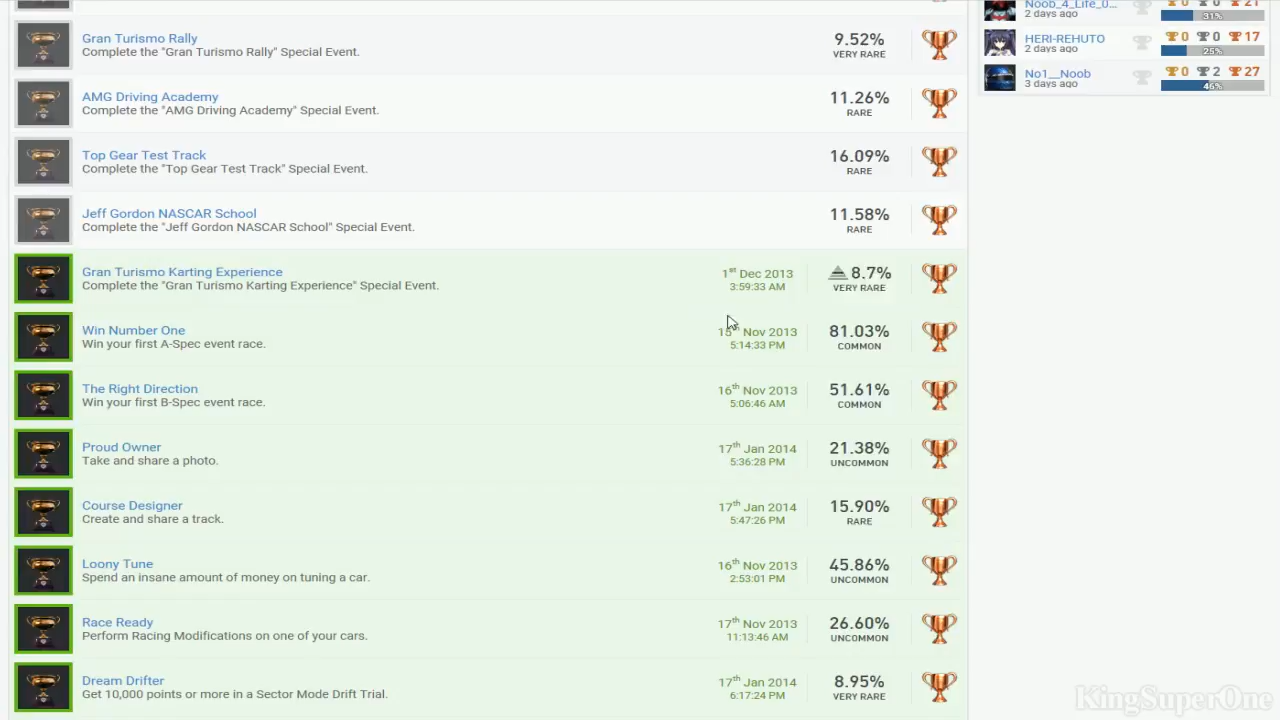 Noob_4_Life_0...
2 days ago
0 0 21
31%
HERI-REHUTO
2 days ago
0 0 17
25%
No1__Noob
3 days ago
0 2 27
46%
Gran Turismo Rally
Complete the "Gran Turismo Rally" Special Event.
9.52%
VERY RARE
AMG Driving Academy
Complete the "AMG Driving Academy" Special Event.
11.26%
RARE
Top Gear Test Track
Complete the "Top Gear Test Track" Special Event.
16.09%
RARE
Jeff Gordon NASCAR School
Complete the "Jeff Gordon NASCAR School" Special Event.
11.58%
RARE
Gran Turismo Karting Experience
Complete the "Gran Turismo Karting Experience" Special Event.
1st Dec 2013
3:59:33 AM
8.7%
VERY RARE
Win Number One
Win your first A-Spec event race.
15th Nov 2013
5:14:33 PM
81.03%
COMMON
The Right Direction
Win your first B-Spec event race.
16th Nov 2013
5:06:46 AM
51.61%
COMMON
Proud Owner
Take and share a photo.
17th Jan 2014
5:36:28 PM
21.38%
UNCOMMON
Course Designer
Create and share a track.
17th Jan 2014
5:47:26 PM
15.90%
RARE
Loony Tune
Spend an insane amount of money on tuning a car.
16th Nov 2013
2:53:01 PM
45.86%
UNCOMMON
Race Ready
Perform Racing Modifications on one of your cars.
17th Nov 2013
11:13:46 AM
26.60%
UNCOMMON
Dream Drifter
Get 10,000 points or more in a Sector Mode Drift Trial.
17th Jan 2014
6:17:24 PM
8.95%
VERY RARE
KingSuperOne